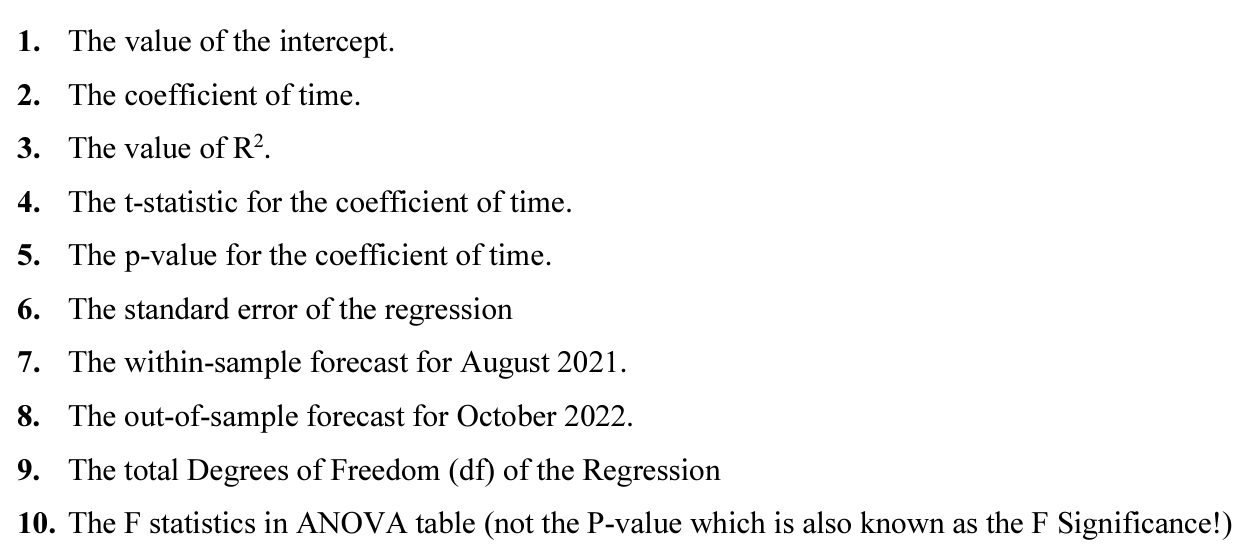 1. The value of the intercept.
2. The coefficient of time.
3. The value of R².
4. The t-statistic for the coefficient of time.
5. The p-value for the coefficient of time.
6. The standard error of the regression
7. The within-sample forecast for August 2021.
8. The out-of-sample forecast for October 2022.
9. The total Degrees of Freedom (df) of the Regression
10. The F statistics in ANOVA table (not the P-value which is also known as the F Significance!)